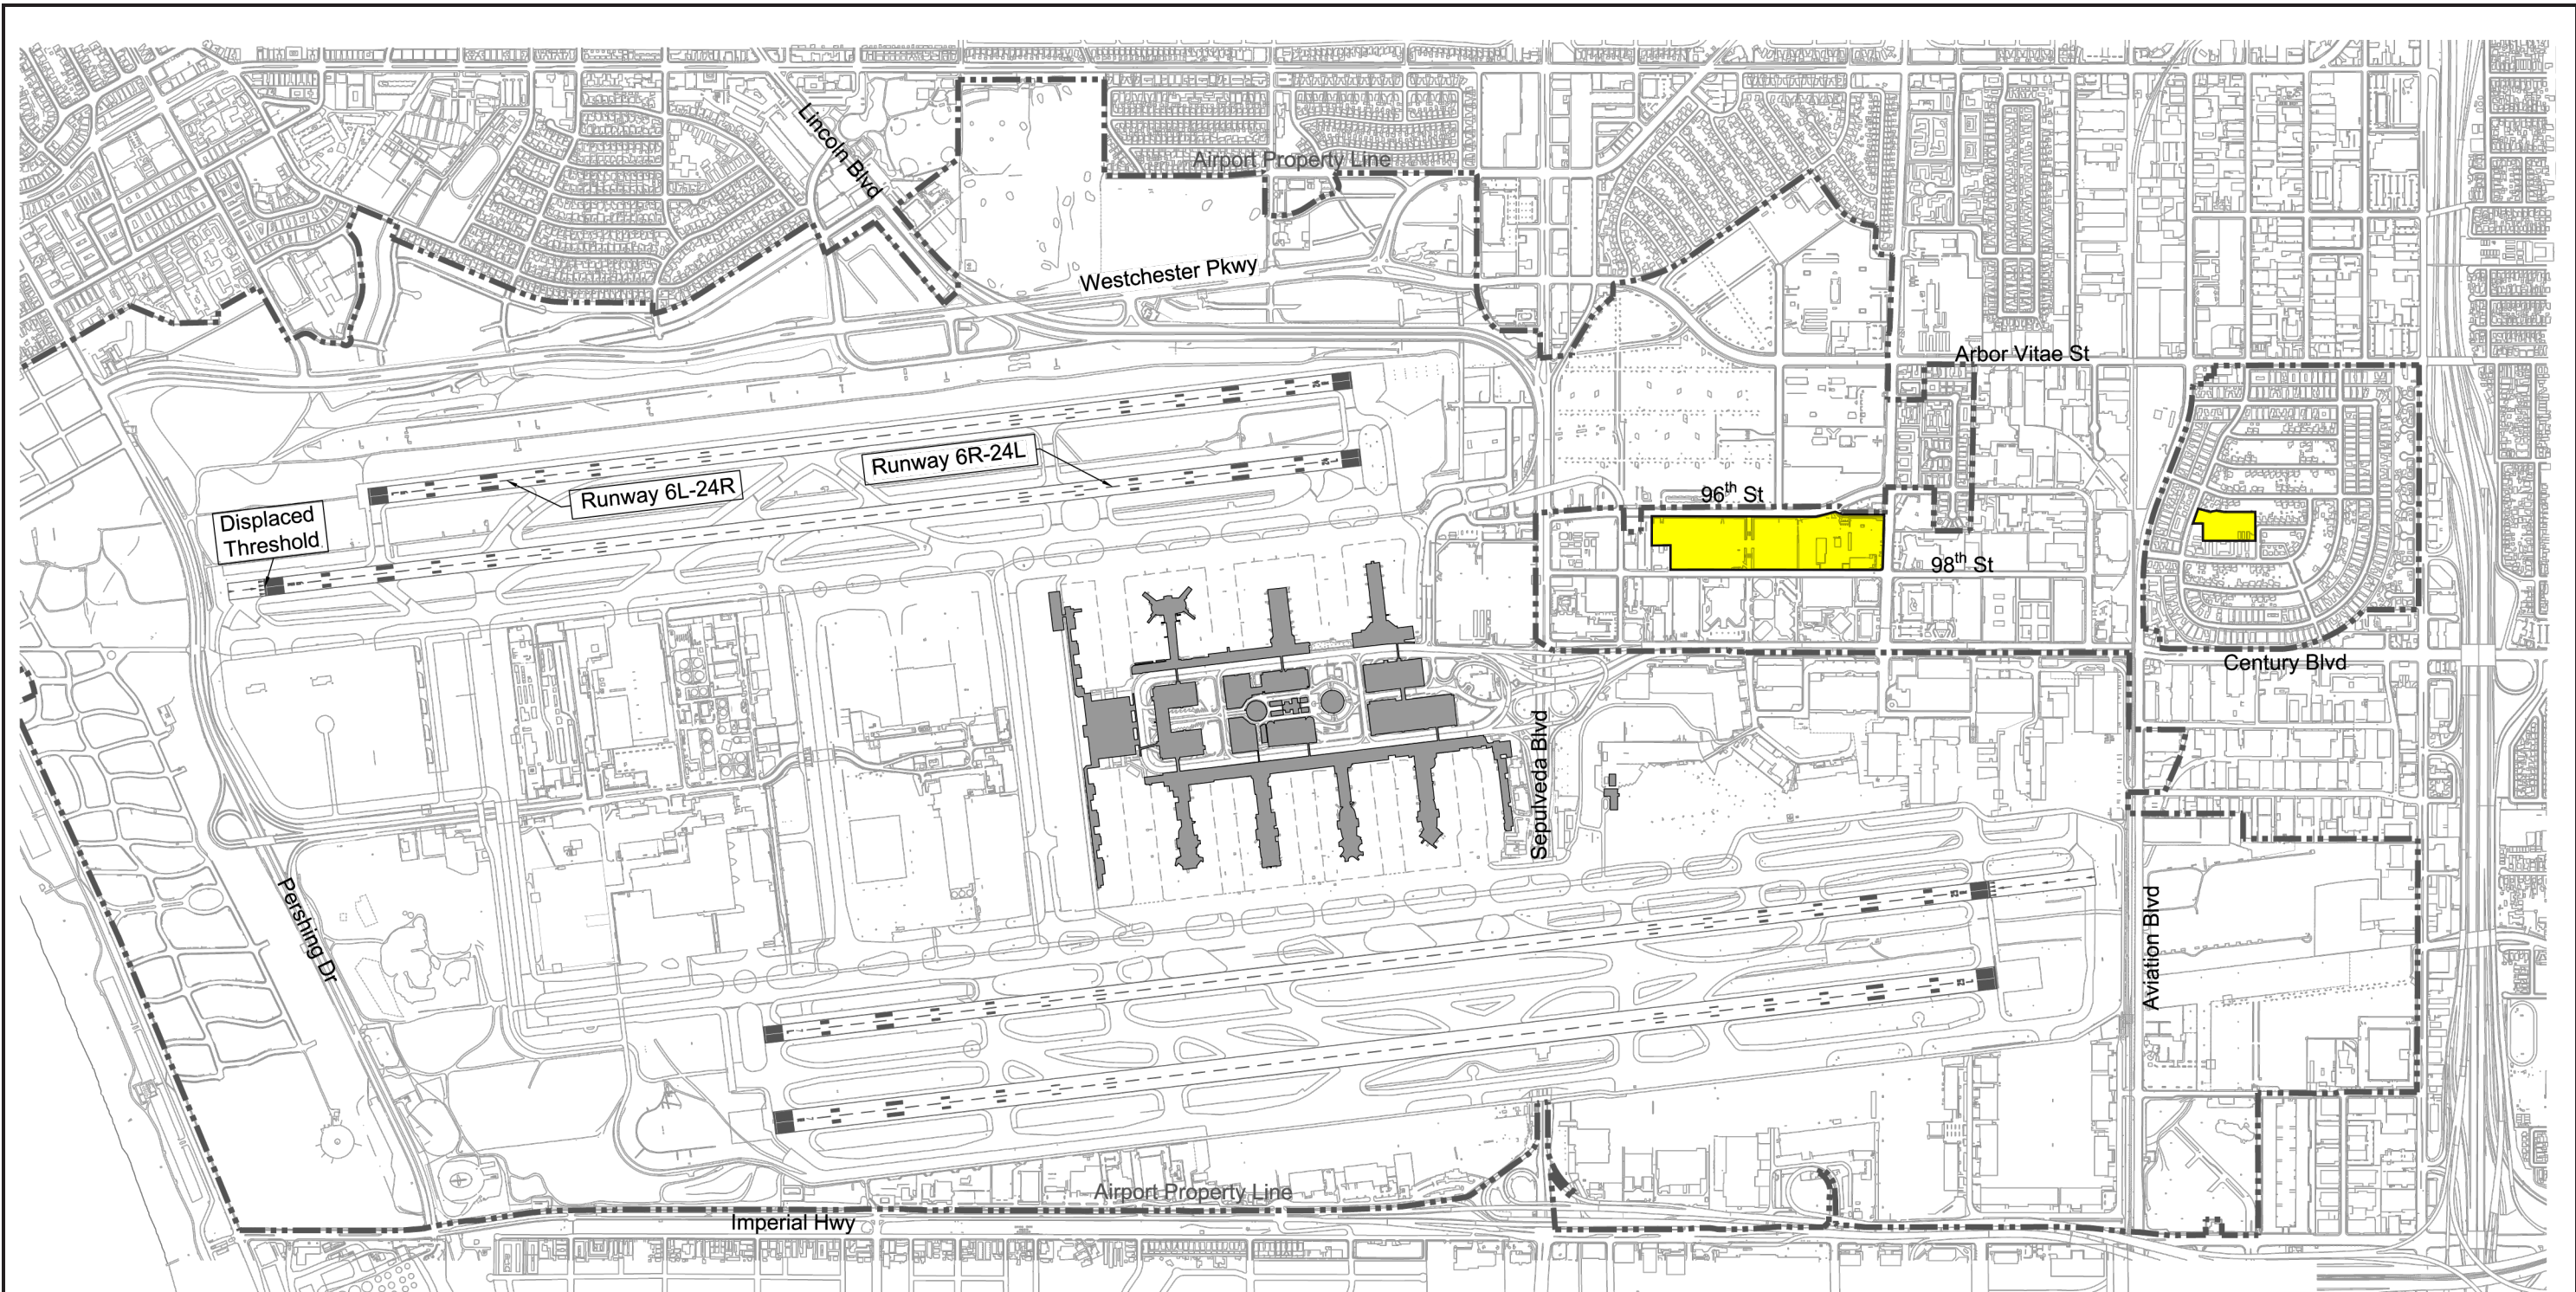 Lincoln Blvd
Airport Property Line
Westchester Pkwy
Arbor Vitae St
Runway 6R-24L
Runway 6L-24R
96th St
Displaced
Threshold
98th St
Century Blvd
Sepulveda Blvd
Pershing Dr
Aviation Blvd
Airport Property Line
Imperial Hwy